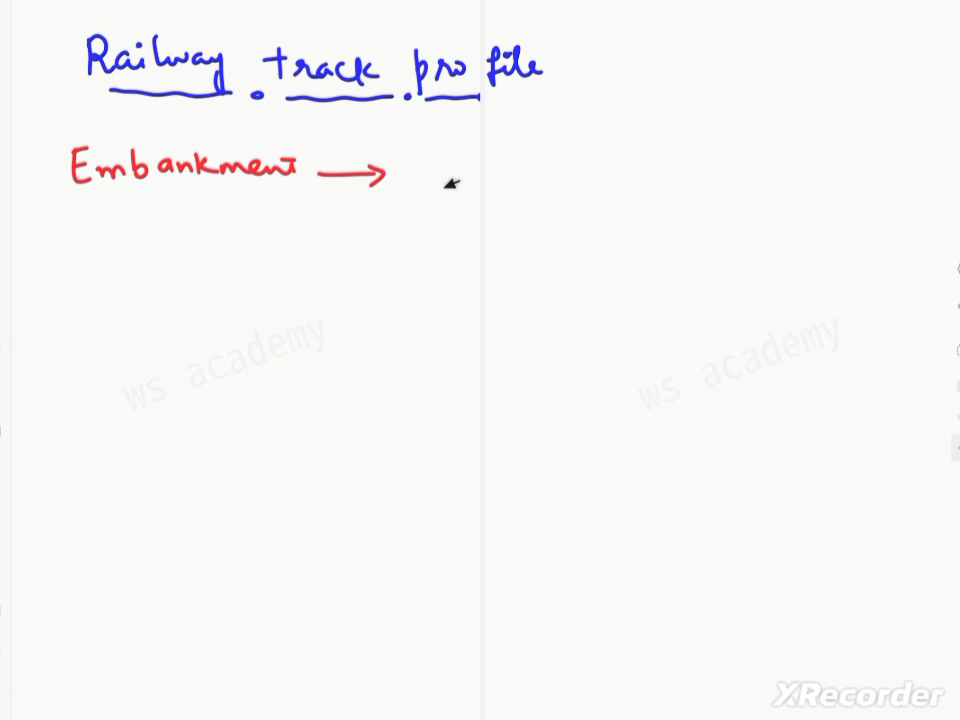 Railway track profile
Embankment →
ws academy ws academy
XRecorder